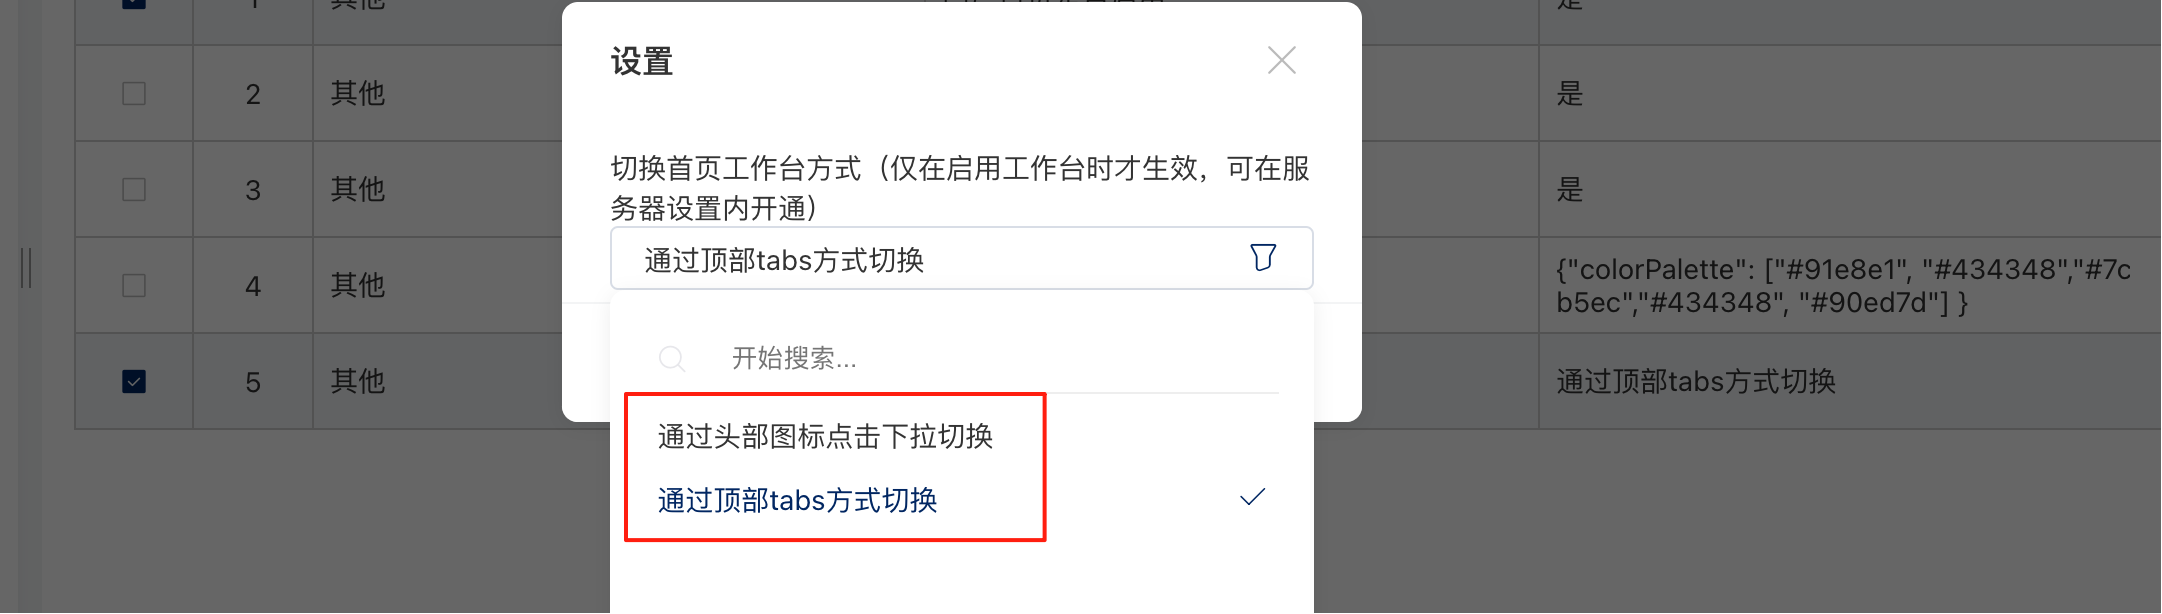 1 其他
设置
2 其他 是
切换首页工作台方式（仅在启用工作台时才生效，可在服
3 其他 是
务器设置内开通）
通过顶部tabs方式切换
4 其他 {"colorPalette": ["#91e8e1", "#434348","#7c
b5ec","#434348", "#90ed7d"] }
开始搜索...
5 其他 通过顶部tabs方式切换
通过头部图标点击下拉切换
通过顶部tabs方式切换